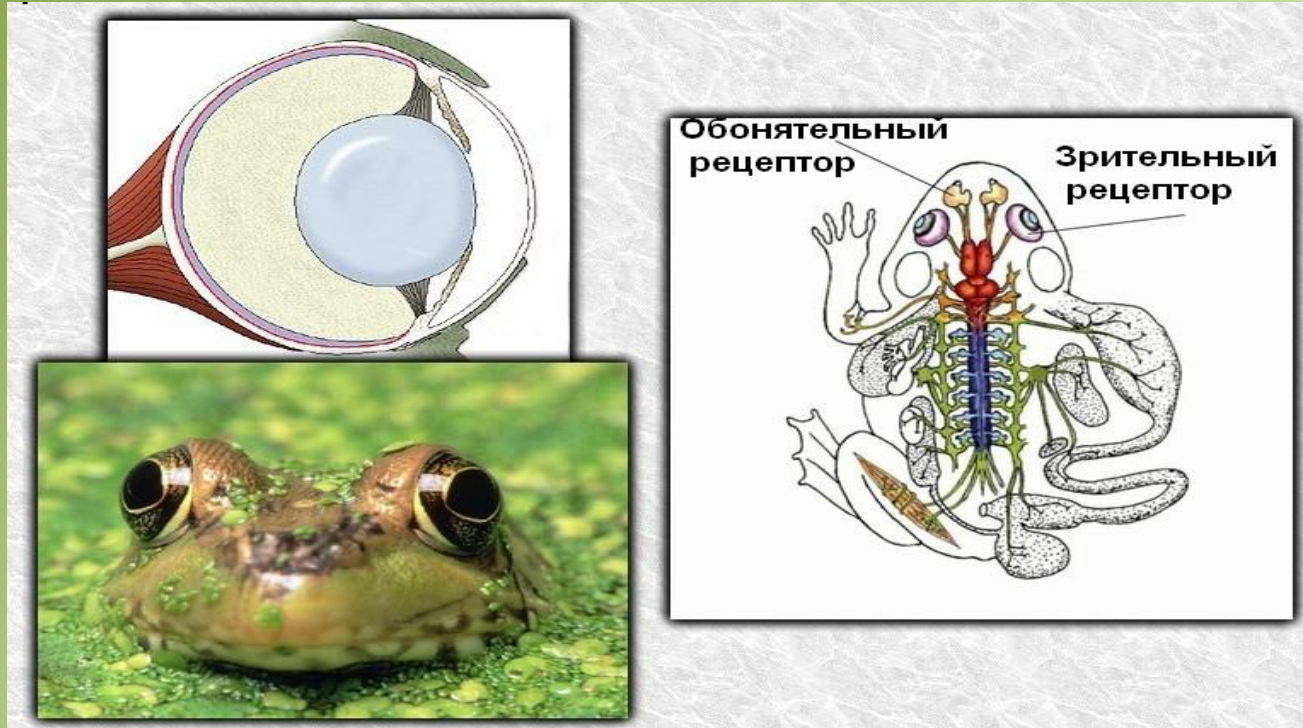 Обонятельный
рецептор
Зрительный
рецептор